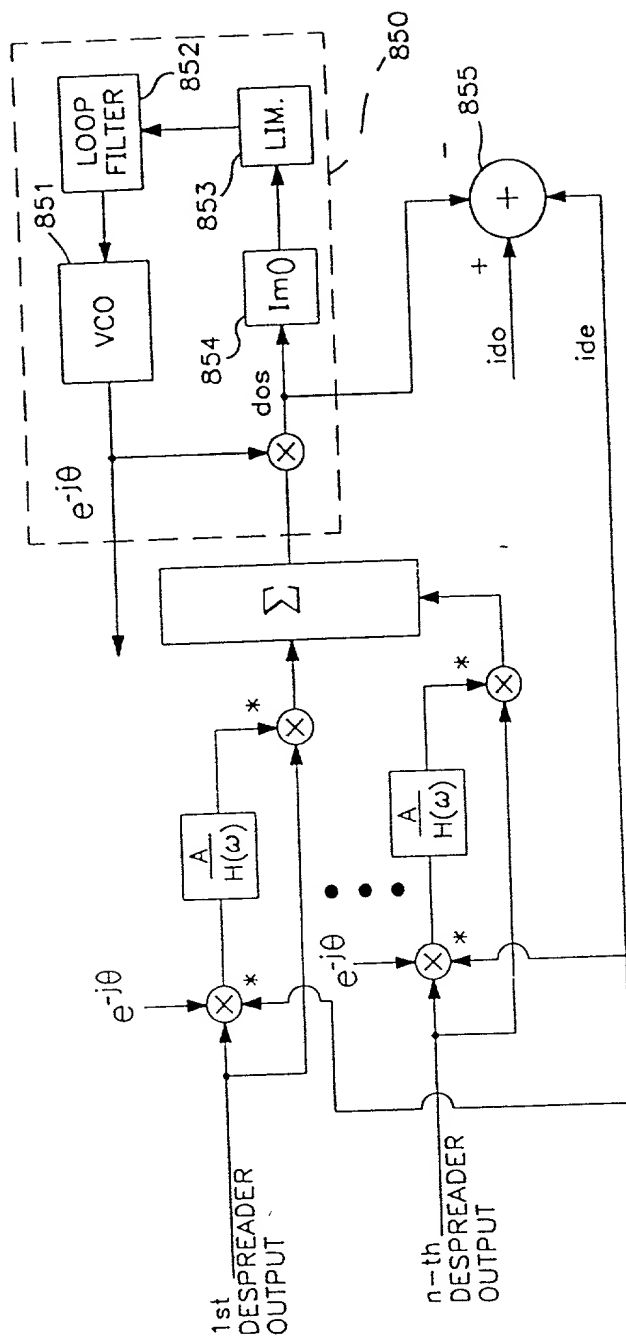 1st
DESPREADER
OUTPUT
n-th
DESPREADER
OUTPUT
e-jθ
*
A
H(ω)
*
e-jθ
*
A
H(ω)
*
Σ
e-jθ
VCO
851
LOOP
FILTER
852
LIM.
853
Im()
854
dos
850
855
+
-
+
ido
ide